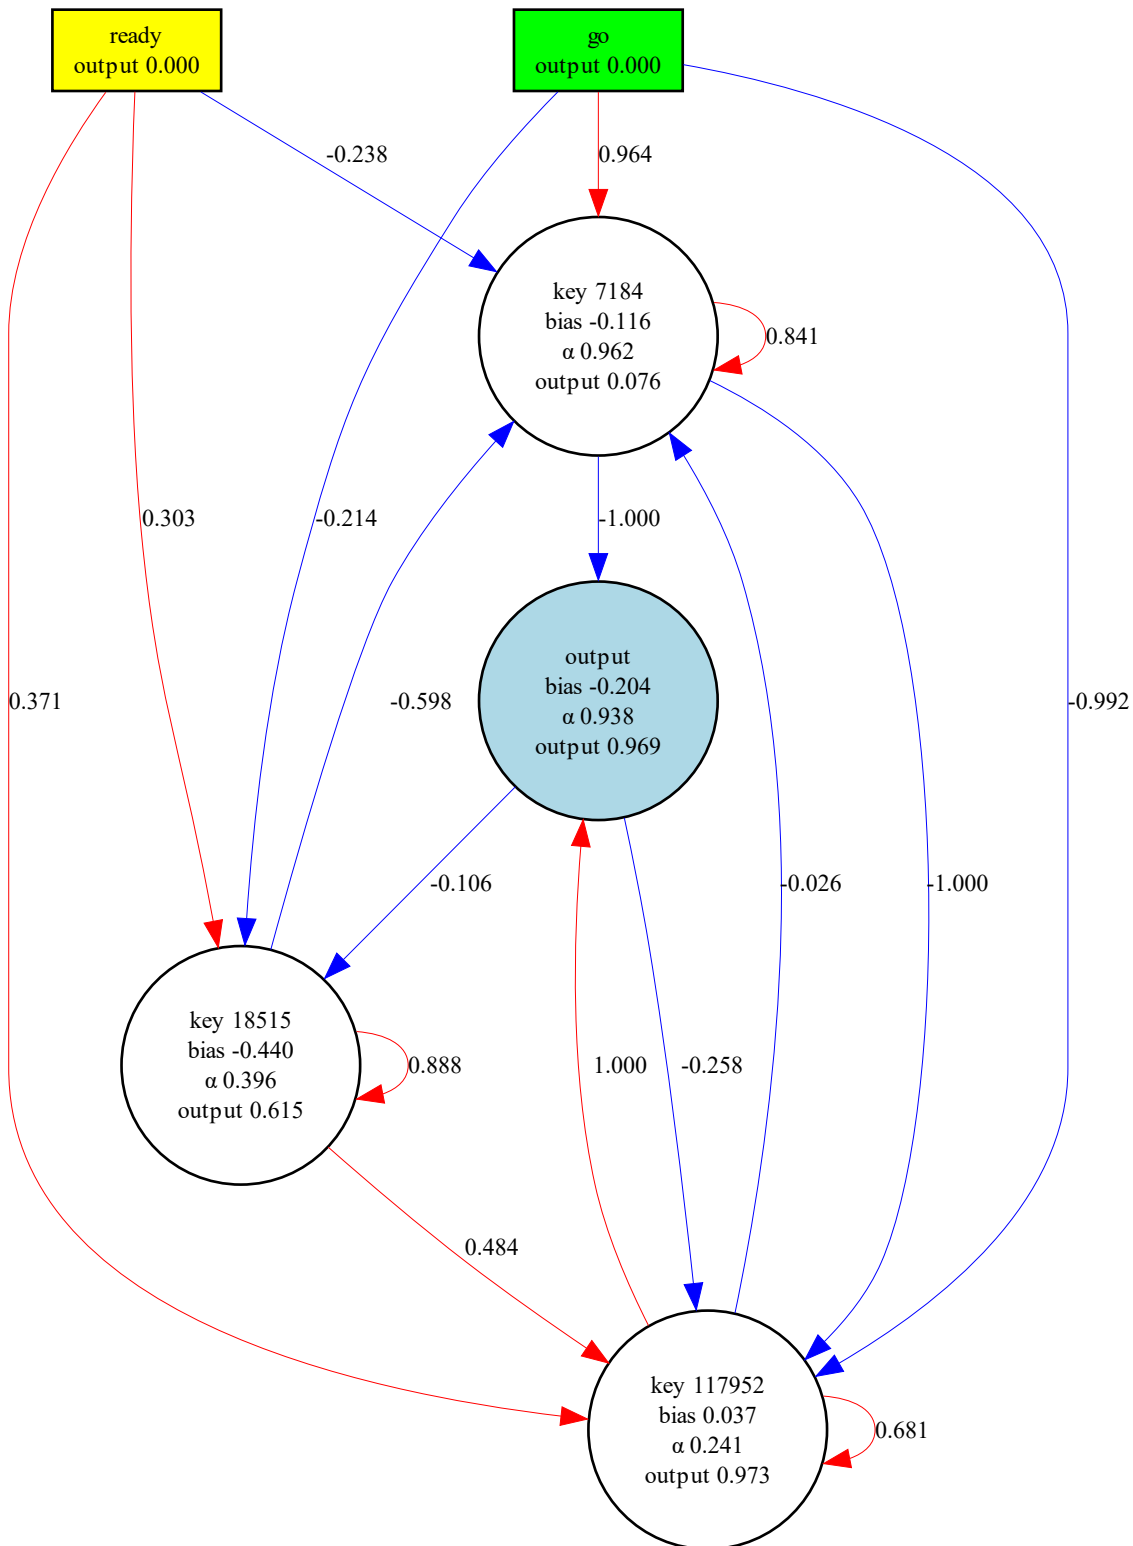 ready
output 0.000
go
output 0.000
-0.238
0.964
key 7184
bias -0.116
α 0.962
output 0.076
0.841
0.303
-0.214
-1.000
output
bias -0.204
α 0.938
output 0.969
0.371
-0.598
-0.992
-0.106
-0.026
-1.000
key 18515
bias -0.440
α 0.396
output 0.615
0.888
1.000
-0.258
0.484
key 117952
bias 0.037
α 0.241
output 0.973
0.681